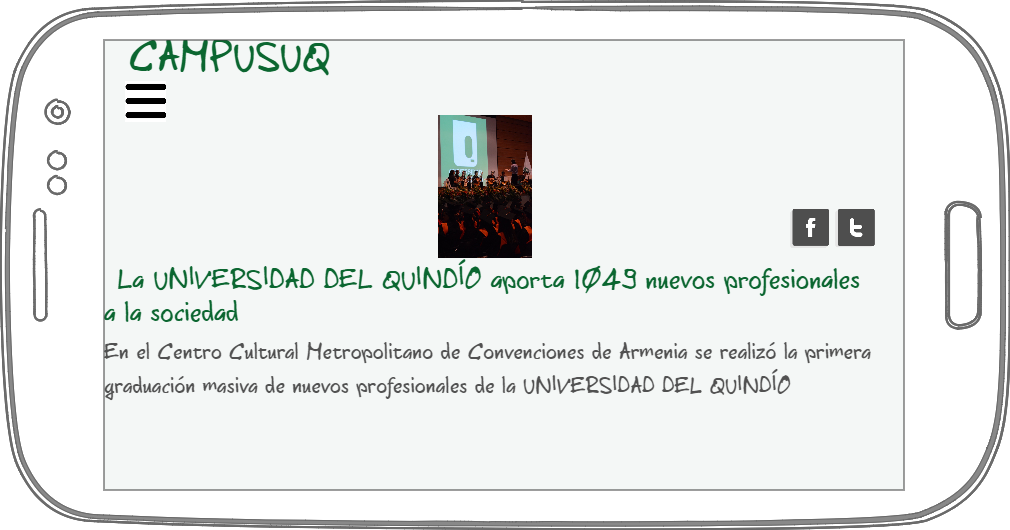 CAMPUSUQ
Q
f t
La UNIVERSIDAD DEL QUINDÍO aporta 1049 nuevos profesionales
a la sociedad
En el Centro Cultural Metropolitano de Convenciones de Armenia se realizó la primera
graduación masiva de nuevos profesionales de la UNIVERSIDAD DEL QUINDÍO